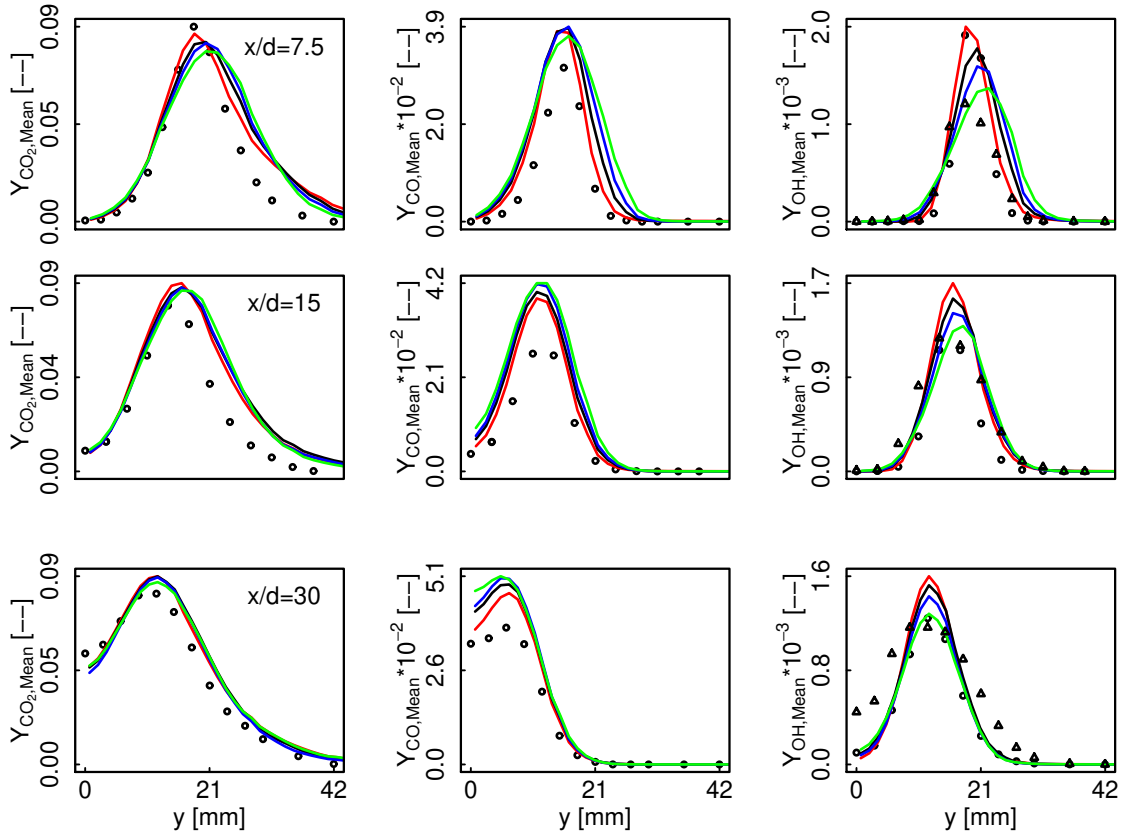 Y_CO₂,Mean [−−]
0.00 0.05 0.09
x/d=7.5
Y_CO,Mean*10⁻² [−−]
0.0 2.0 3.9
Y_OH,Mean*10⁻³ [−−]
0.0 1.0 2.0
Y_CO₂,Mean [−−]
0.00 0.04 0.09
x/d=15
Y_CO,Mean*10⁻² [−−]
0.0 2.1 4.2
Y_OH,Mean*10⁻³ [−−]
0.0 0.9 1.7
Y_CO₂,Mean [−−]
0.00 0.05 0.09
x/d=30
Y_CO,Mean*10⁻² [−−]
0.0 2.6 5.1
Y_OH,Mean*10⁻³ [−−]
0.0 0.8 1.6
0 21 42
0 21 42
0 21 42
y [mm]
y [mm]
y [mm]